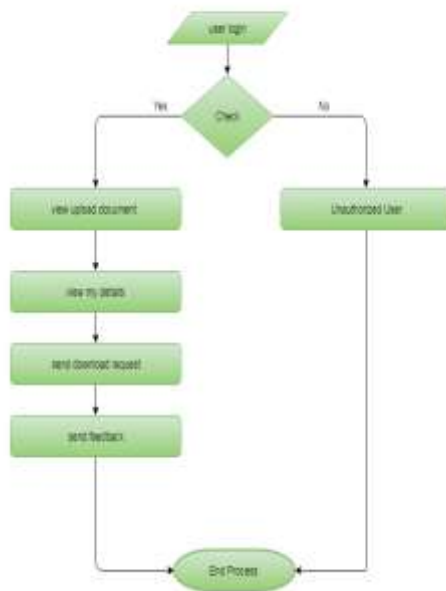 user login
Check
Yes
No
view upload document
Unauthorized User
view my details
send download request
send feedback
End Process